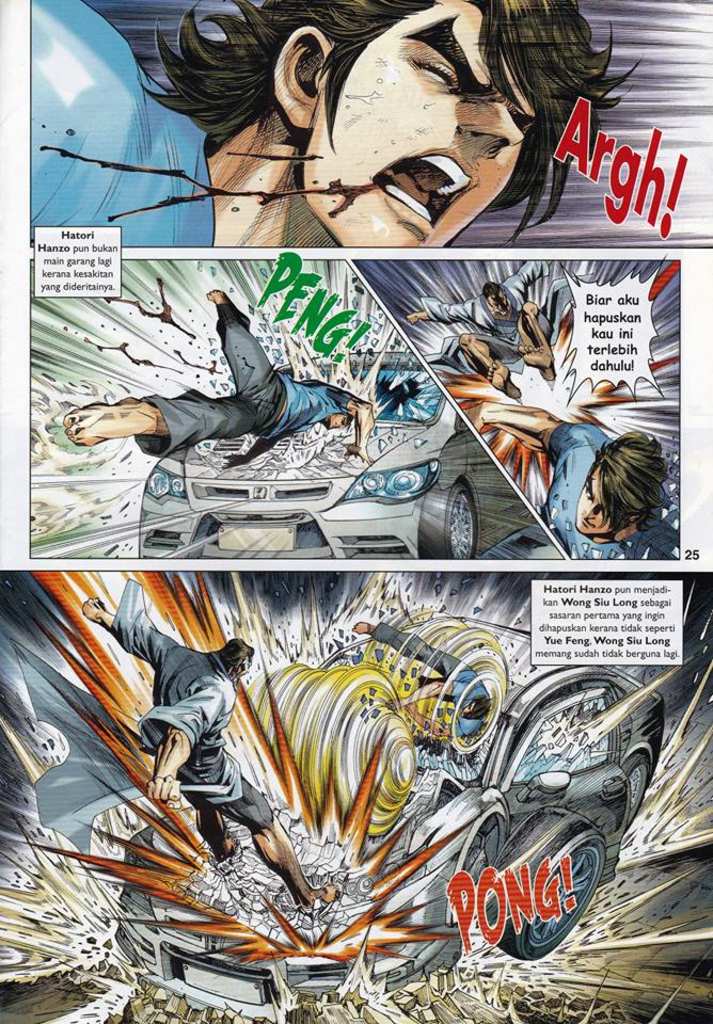 Argh!
Hatori
Hanzo pun bukan
main garang lagi
kerana kesakitan
yang dideritainya.
PENG!
Biar aku
hapuskan
kau ini
terlebih
dahulu!
25
Hatori Hanzo pun menjadi-
kan Wong Siu Long sebagai
sasaran pertama yang ingin
dihapuskan kerana tidak seperti
Yue Feng, Wong Siu Long
memang sudah tidak berguna lagi.
PONG!